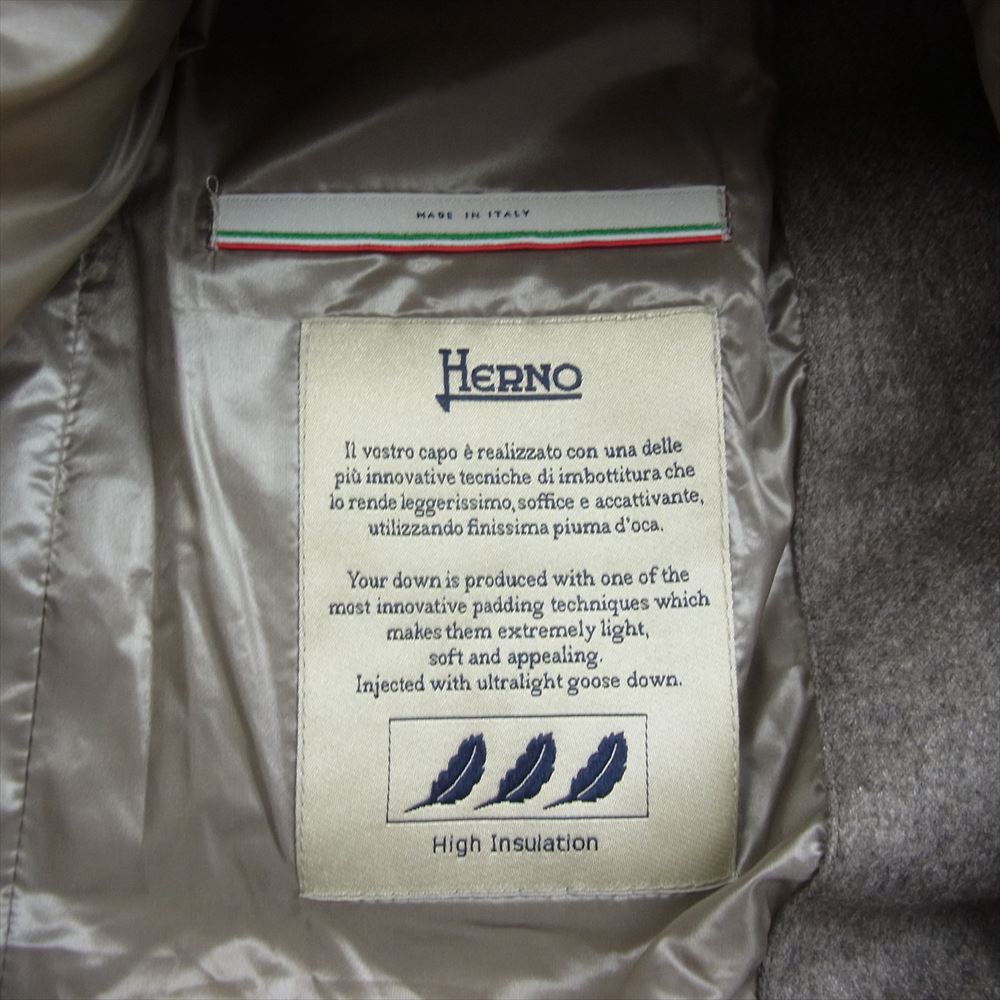 MADE IN ITALY
HERNO
Il vostro capo è realizzato con una delle
più innovative tecniche di imbottitura che
lo rende leggerissimo, soffice e accattivante,
utilizzando finissima piuma d'oca.
Your down is produced with one of the
most innovative padding techniques which
makes them extremely light,
soft and appealing.
Injected with ultralight goose down.
High Insulation